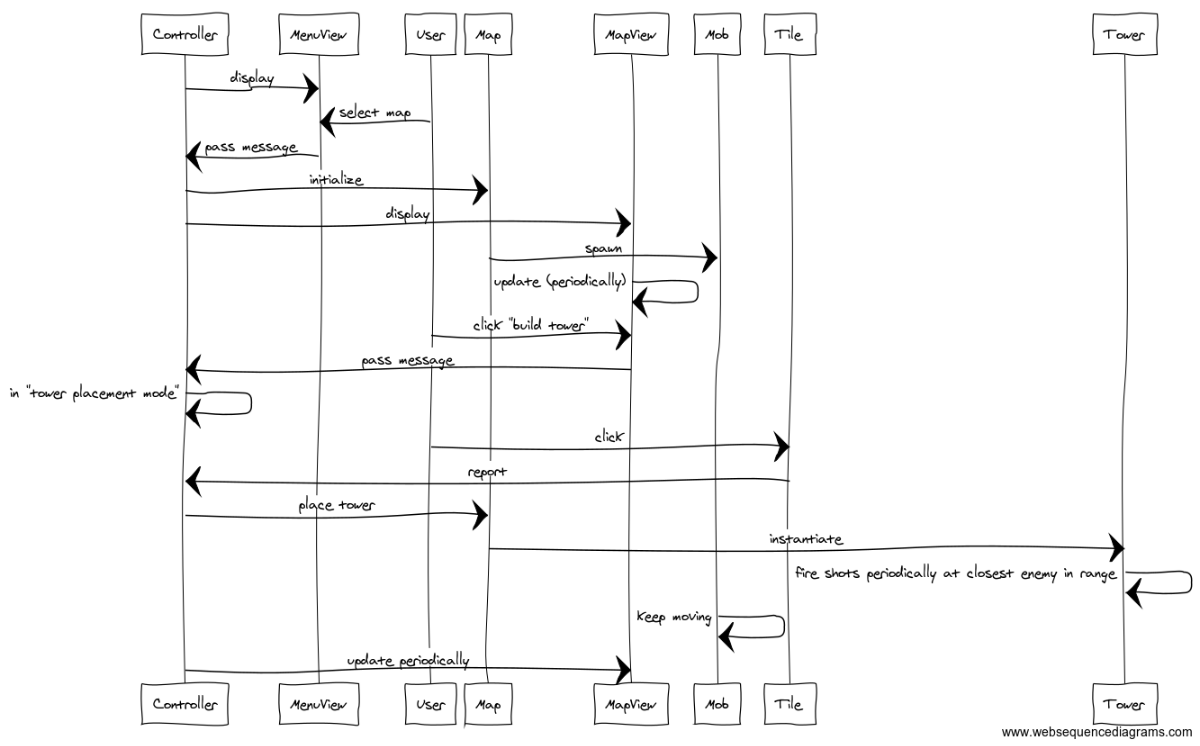 Controller MenuView User Map MapView Mob Tile Tower
display
select map
pass message
initialize
display
spawn
update (periodically)
click "build tower"
pass message
in "tower placement mode"
click
report
place tower
instantiate
fire shots periodically at closest enemy in range
Keep moving
update periodically
Controller MenuView User Map MapView Mob Tile Tower
www.websequencediagrams.com